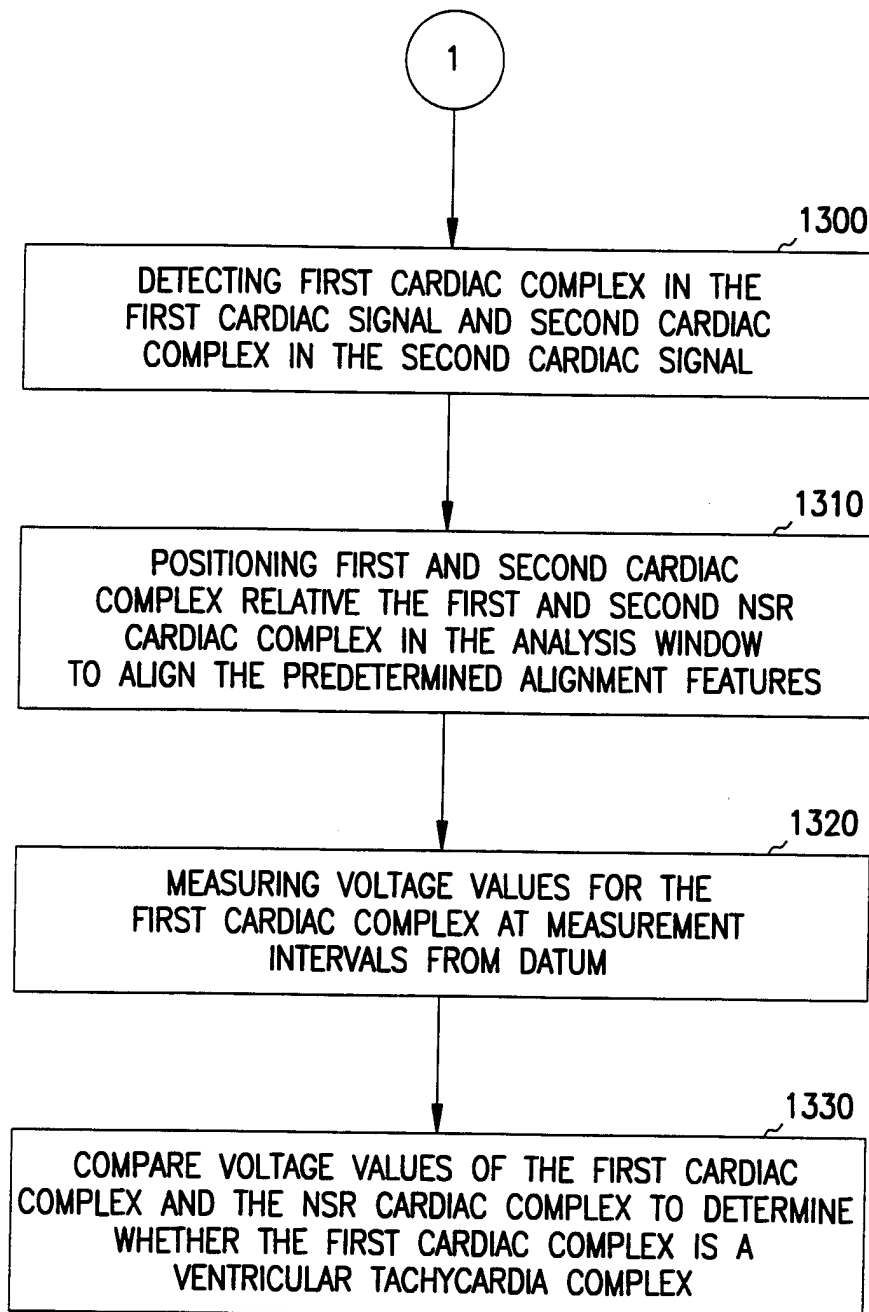 1
1300
DETECTING FIRST CARDIAC COMPLEX IN THE
FIRST CARDIAC SIGNAL AND SECOND CARDIAC
COMPLEX IN THE SECOND CARDIAC SIGNAL
1310
POSITIONING FIRST AND SECOND CARDIAC
COMPLEX RELATIVE THE FIRST AND SECOND NSR
CARDIAC COMPLEX IN THE ANALYSIS WINDOW
TO ALIGN THE PREDETERMINED ALIGNMENT FEATURES
1320
MEASURING VOLTAGE VALUES FOR THE
FIRST CARDIAC COMPLEX AT MEASUREMENT
INTERVALS FROM DATUM
1330
COMPARE VOLTAGE VALUES OF THE FIRST CARDIAC
COMPLEX AND THE NSR CARDIAC COMPLEX TO DETERMINE
WHETHER THE FIRST CARDIAC COMPLEX IS A
VENTRICULAR TACHYCARDIA COMPLEX